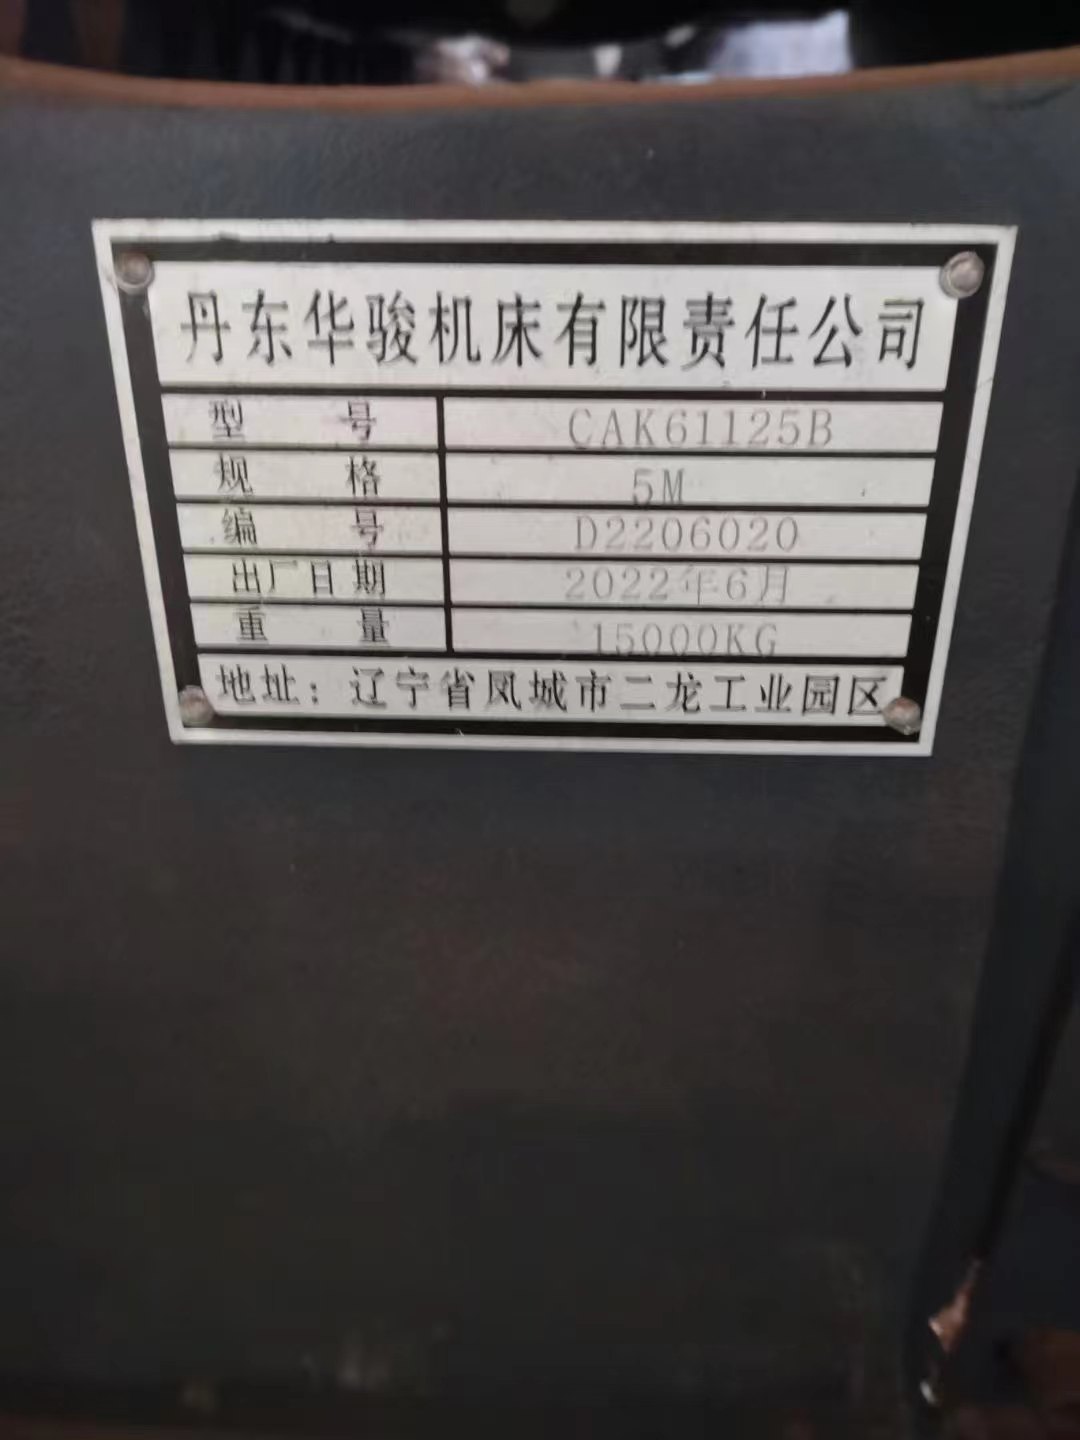 丹东华骏机床有限责任公司
型号 CAK61125B
规格 5M
编号 D2206020
出厂日期 2022年6月
重量 15000KG
地址：辽宁省凤城市二龙工业园区